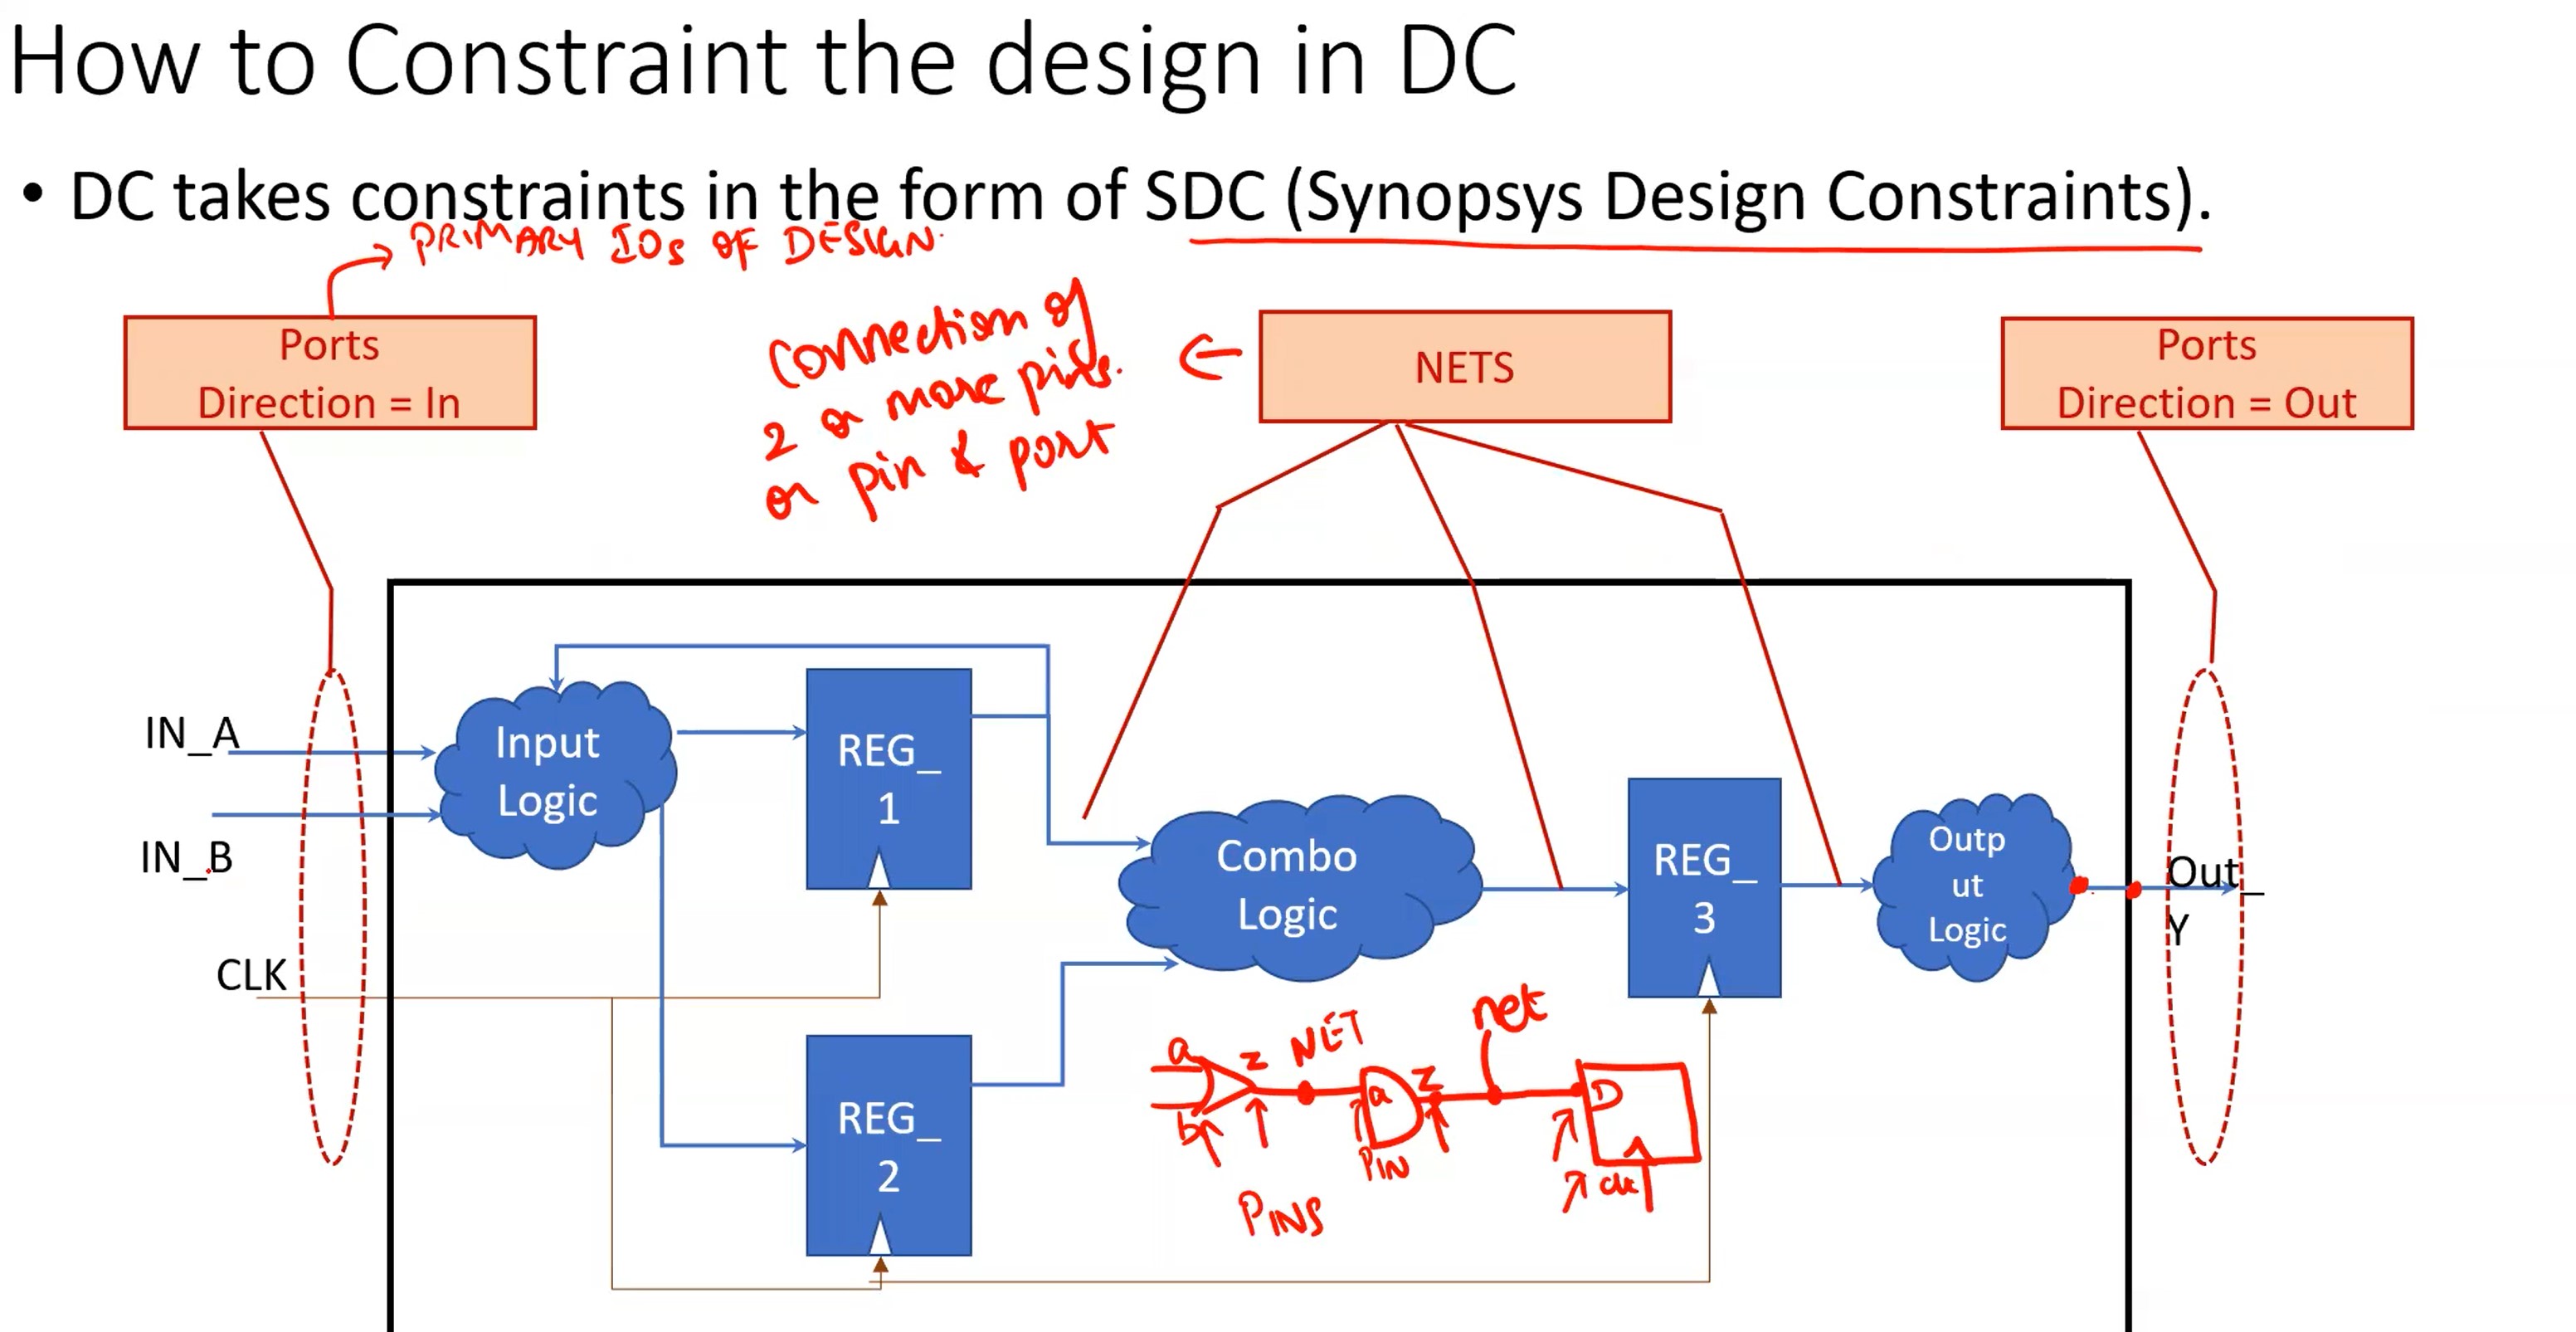 How to Constraint the design in DC
• DC takes constraints in the form of SDC (Synopsys Design Constraints).
PRIMARY IOs OF DESIGN.
Ports
Direction = In
Connection of
2 or more pins.
or pin & port
NETS
Ports
Direction = Out
IN_A
IN_B
CLK
Input
Logic
REG_
1
REG_
2
Combo
Logic
REG_
3
Outp
ut
Logic
Out_
Y
a
b
z
NET
a
PIN
z
net
D
clk
PINS